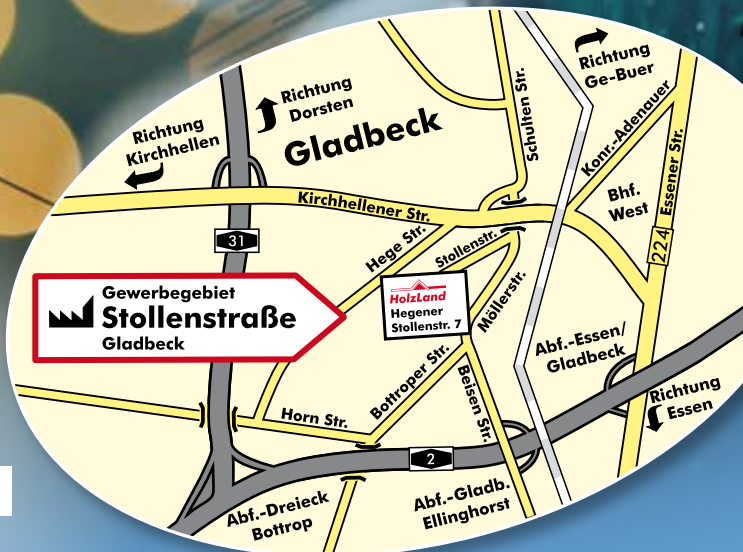 Richtung
Dorsten
Richtung
Kirchhellen
Gladbeck
Richtung
Ge-Buer
Schulten Str.
Konr.-Adenauer
Essener Str.
Bhf.
West
224
Kirchhellener Str.
31
Hege Str.
Stollenstr.
Möllerstr.
HolzLand
Hegener
Stollenstr. 7
Gewerbegebiet
Stollenstraße
Gladbeck
Abf.-Essen/
Gladbeck
Richtung
Essen
Bottroper Str.
Beisen Str.
Horn Str.
2
Abf.-Dreieck
Bottrop
Abf.-Gladb.
Ellinghorst